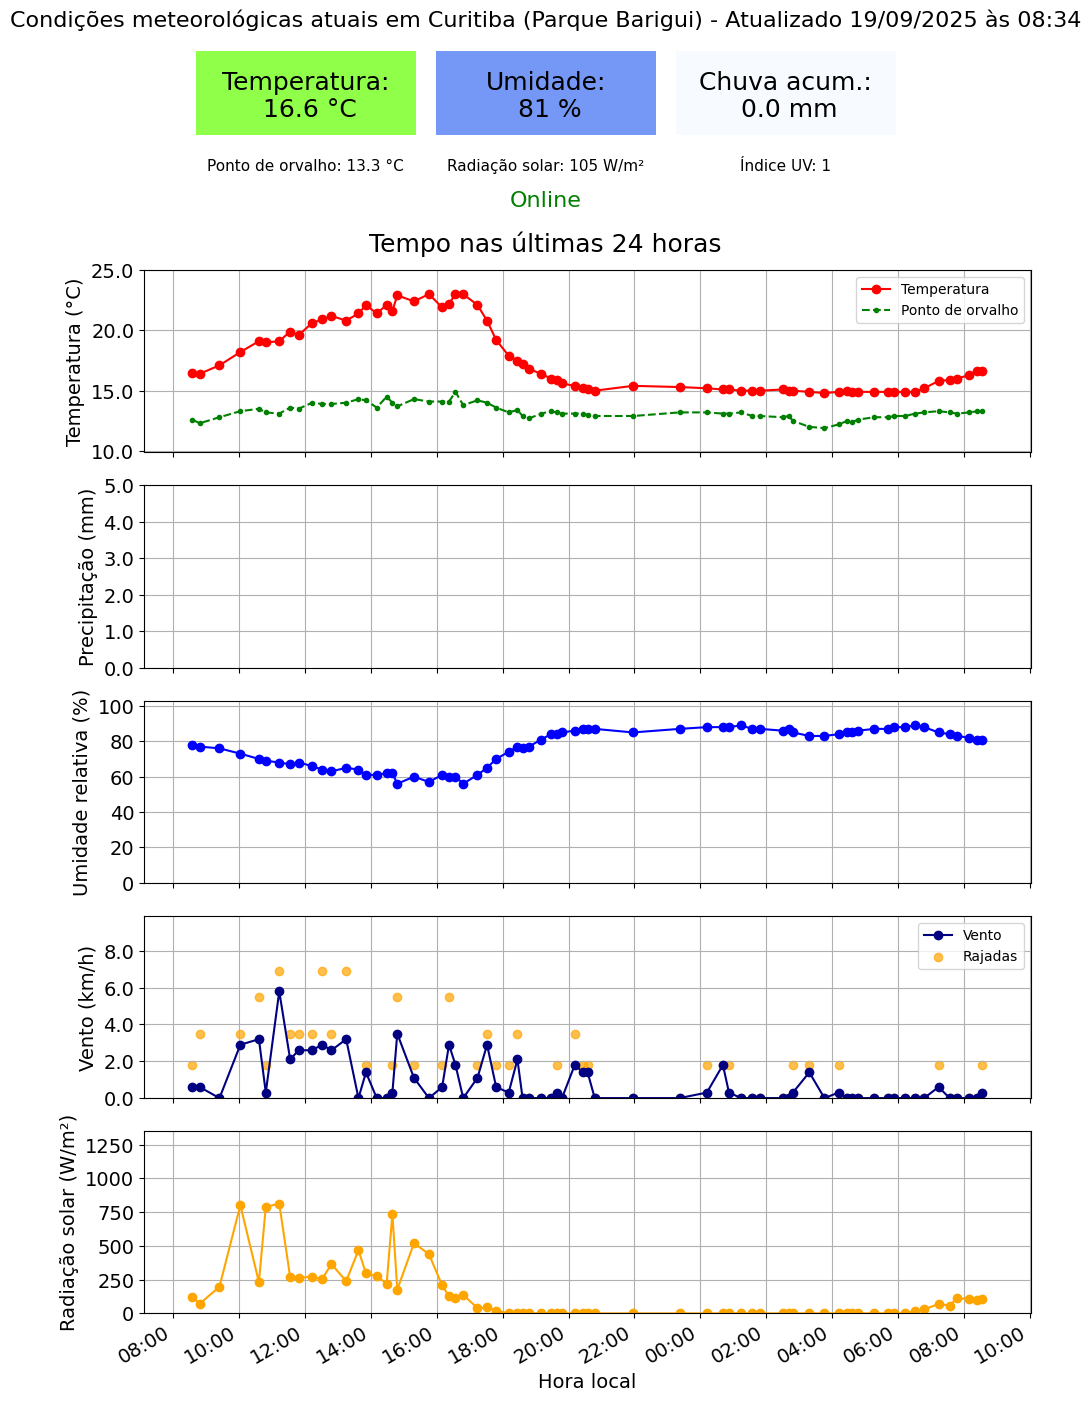 Condições meteorológicas atuais em Curitiba (Parque Barigui) - Atualizado 19/09/2025 às 08:34
Temperatura:
16.6 °C
Umidade:
81 %
Chuva acum.:
0.0 mm
Ponto de orvalho: 13.3 °C
Radiação solar: 105 W/m²
Índice UV: 1
Online
Tempo nas últimas 24 horas
Temperatura (°C)
25.0
20.0
15.0
10.0
Temperatura
Ponto de orvalho
Precipitação (mm)
5.0
4.0
3.0
2.0
1.0
0.0
Umidade relativa (%)
100
80
60
40
20
0
Vento (km/h)
8.0
6.0
4.0
2.0
0.0
Vento
Rajadas
Radiação solar (W/m²)
1250
1000
750
500
250
0
08:00
10:00
12:00
14:00
16:00
18:00
20:00
22:00
00:00
02:00
04:00
06:00
08:00
10:00
Hora local